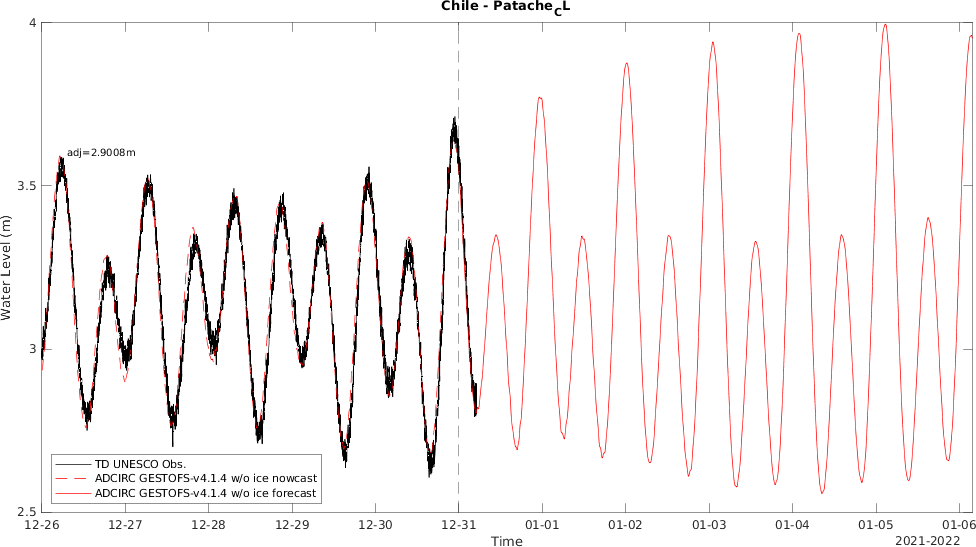 Chile - Patache_CL
4
adj=2.9008m
3.5
Water Level (m)
3
TD UNESCO Obs.
ADCIRC GESTOFS-v4.1.4 w/o ice nowcast
ADCIRC GESTOFS-v4.1.4 w/o ice forecast
2.5
12-26 12-27 12-28 12-29 12-30 12-31 01-01 01-02 01-03 01-04 01-05 01-06
Time
2021-2022